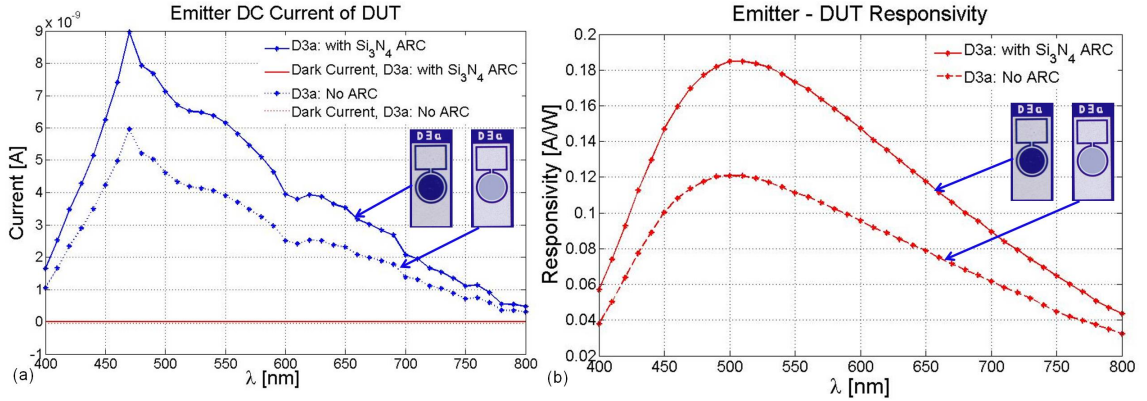 Emitter DC Current of DUT
x 10⁻⁹
9
8
7
6
5
4
3
2
1
0
-1
Current [A]
D3a: with Si₃N₄ ARC
Dark Current, D3a: with Si₃N₄ ARC
D3a: No ARC
Dark Current, D3a: No ARC
D3a
D3a
400 450 500 550 600 650 700 750 800
λ [nm]
(a)
Emitter - DUT Responsivity
0.2
0.18
0.16
0.14
0.12
0.1
0.08
0.06
0.04
0.02
Responsivity [A/W]
D3a: with Si₃N₄ ARC
D3a: No ARC
D3a
D3a
400 450 500 550 600 650 700 750 800
λ [nm]
(b)